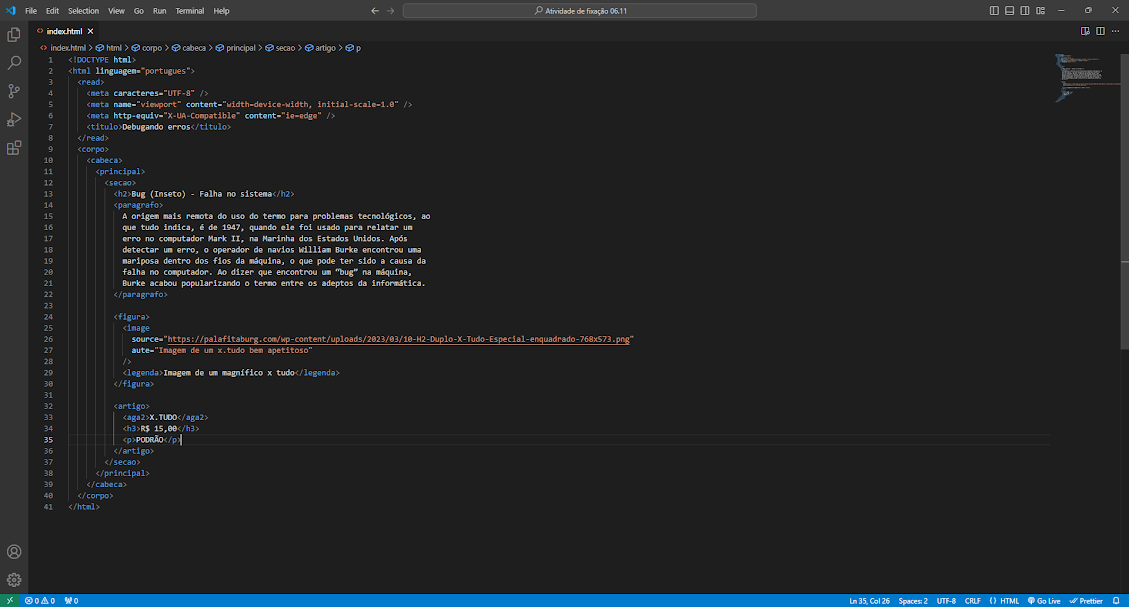 File Edit Selection View Go Run Terminal Help Atividade de fixação 06.11
index.html
index.html > html > corpo > cabeca > principal > secao > artigo > p
1 <!DOCTYPE html>
2 <html linguagem="portugues">
3 <read>
4 <meta caracteres="UTF-8" />
5 <meta name="viewport" content="width=device-width, initial-scale=1.0" />
6 <meta http-equiv="X-UA-Compatible" content="ie=edge" />
7 <titulo>Debugando erros</titulo>
8 </read>
9 <corpo>
10 <cabeca>
11 <principal>
12 <secao>
13 <h2>Bug (Inseto) - Falha no sistema</h2>
14 <paragrafo>
15 A origem mais remota do uso do termo para problemas tecnológicos, ao
16 que tudo indica, é de 1947, quando ele foi usado para relatar um
17 erro no computador Mark II, na Marinha dos Estados Unidos. Após
18 detectar um erro, o operador de navios William Burke encontrou uma
19 mariposa dentro dos fios da máquina, o que pode ter sido a causa da
20 falha no computador. Ao dizer que encontrou um “bug” na máquina,
21 Burke acabou popularizando o termo entre os adeptos da informática.
22 </paragrafo>
23
24 <figura>
25 <image
26 source="https://palafitaburg.com/wp-content/uploads/2023/03/10-H2-Duplo-X-Tudo-Especial-enquadrado-768x573.png"
27 aute="Imagem de um x.tudo bem apetitoso"
28 />
29 <legenda>Imagem de um magnífico x tudo</legenda>
30 </figura>
31
32 <artigo>
33 <aga2>X.TUDO</aga2>
34 <h3>R$ 15,00</h3>
35 <p>PODRÃO</p>
36 </artigo>
37 </secao>
38 </principal>
39 </cabeca>
40 </corpo>
41 </html>
0 0 0 Ln 35, Col 26 Spaces: 2 UTF-8 CRLF {} HTML Go Live Prettier